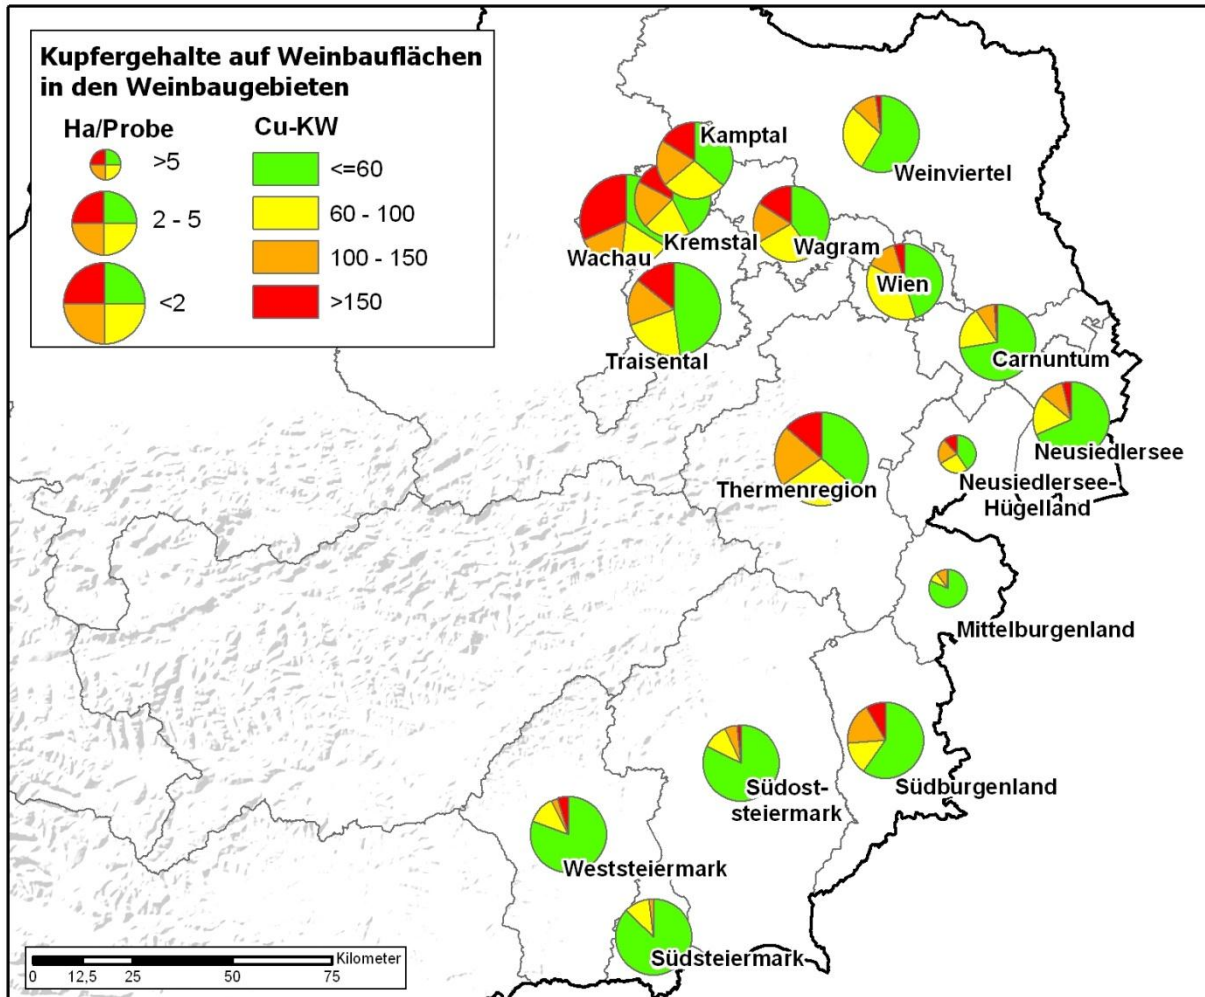 Kupfergehalte auf Weinbauflächen
in den Weinbaugebieten
Ha/Probe
Cu-KW
>5
<=60
2 - 5
60 - 100
100 - 150
<2
>150
Kamptal
Weinviertel
Kremstal
Wagram
Wachau
Wien
Traisental
Carnuntum
Neusiedlersee
Neusiedlersee-
Hügelland
Thermenregion
Mittelburgenland
Südburgenland
Südost-
steiermark
Weststeiermark
Südsteiermark
Kilometer
0 12,5 25 50 75